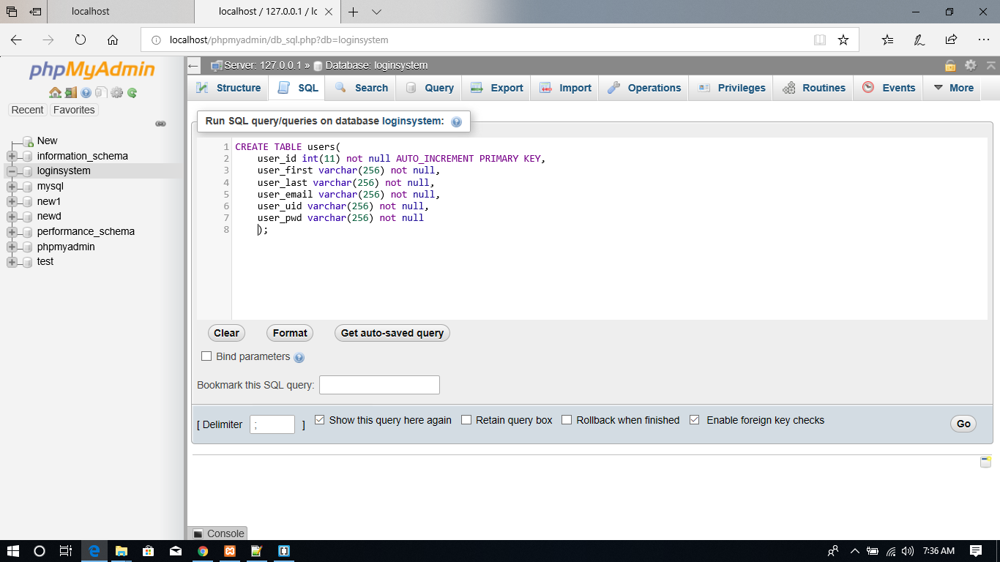 localhost
localhost / 127.0.0.1 / lc
localhost/phpmyadmin/db_sql.php?db=loginsystem
phpMyAdmin
Recent Favorites
New
information_schema
loginsystem
mysql
new1
newd
performance_schema
phpmyadmin
test
Server: 127.0.0.1 » Database: loginsystem
Structure SQL Search Query Export Import Operations Privileges Routines Events More
Run SQL query/queries on database loginsystem:
1 CREATE TABLE users(
2 user_id int(11) not null AUTO_INCREMENT PRIMARY KEY,
3 user_first varchar(256) not null,
4 user_last varchar(256) not null,
5 user_email varchar(256) not null,
6 user_uid varchar(256) not null,
7 user_pwd varchar(256) not null
8 );
Clear Format Get auto-saved query
Bind parameters
Bookmark this SQL query:
[ Delimiter ; ] Show this query here again Retain query box Rollback when finished Enable foreign key checks Go
Console
7:36 AM